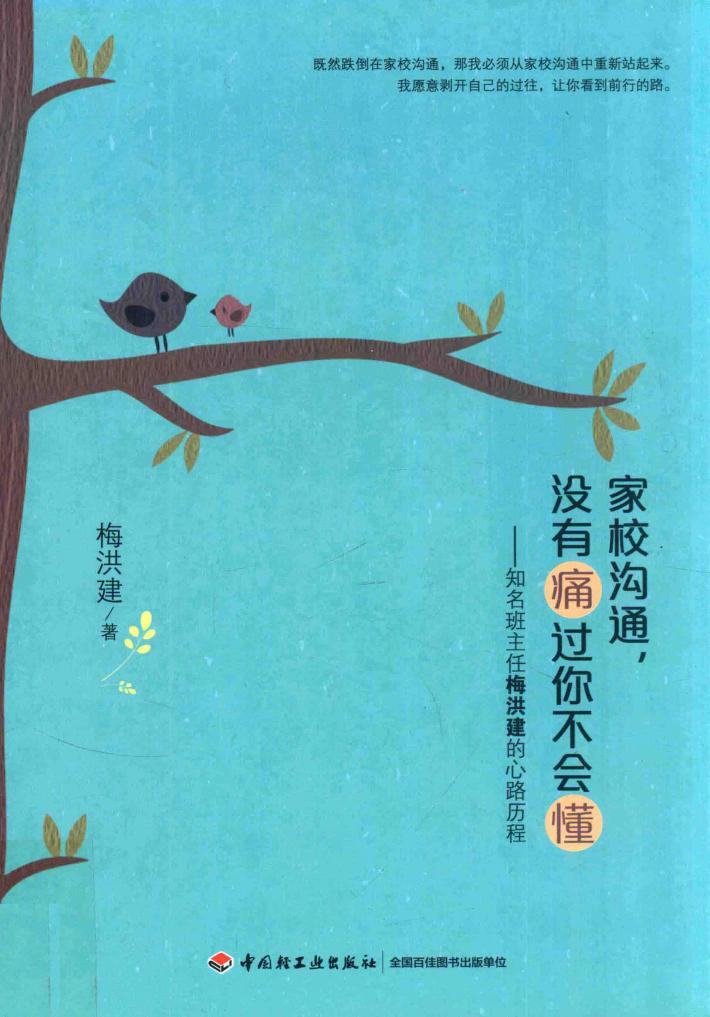 既然跌倒在家校沟通，那我必须从家校沟通中重新站起来。
我愿意剥开自己的过往，让你看到前行的路。
家校沟通，
没有痛过你不会懂
——知名班主任梅洪建的心路历程
梅洪建/著
中国轻工业出版社 | 全国百佳图书出版单位